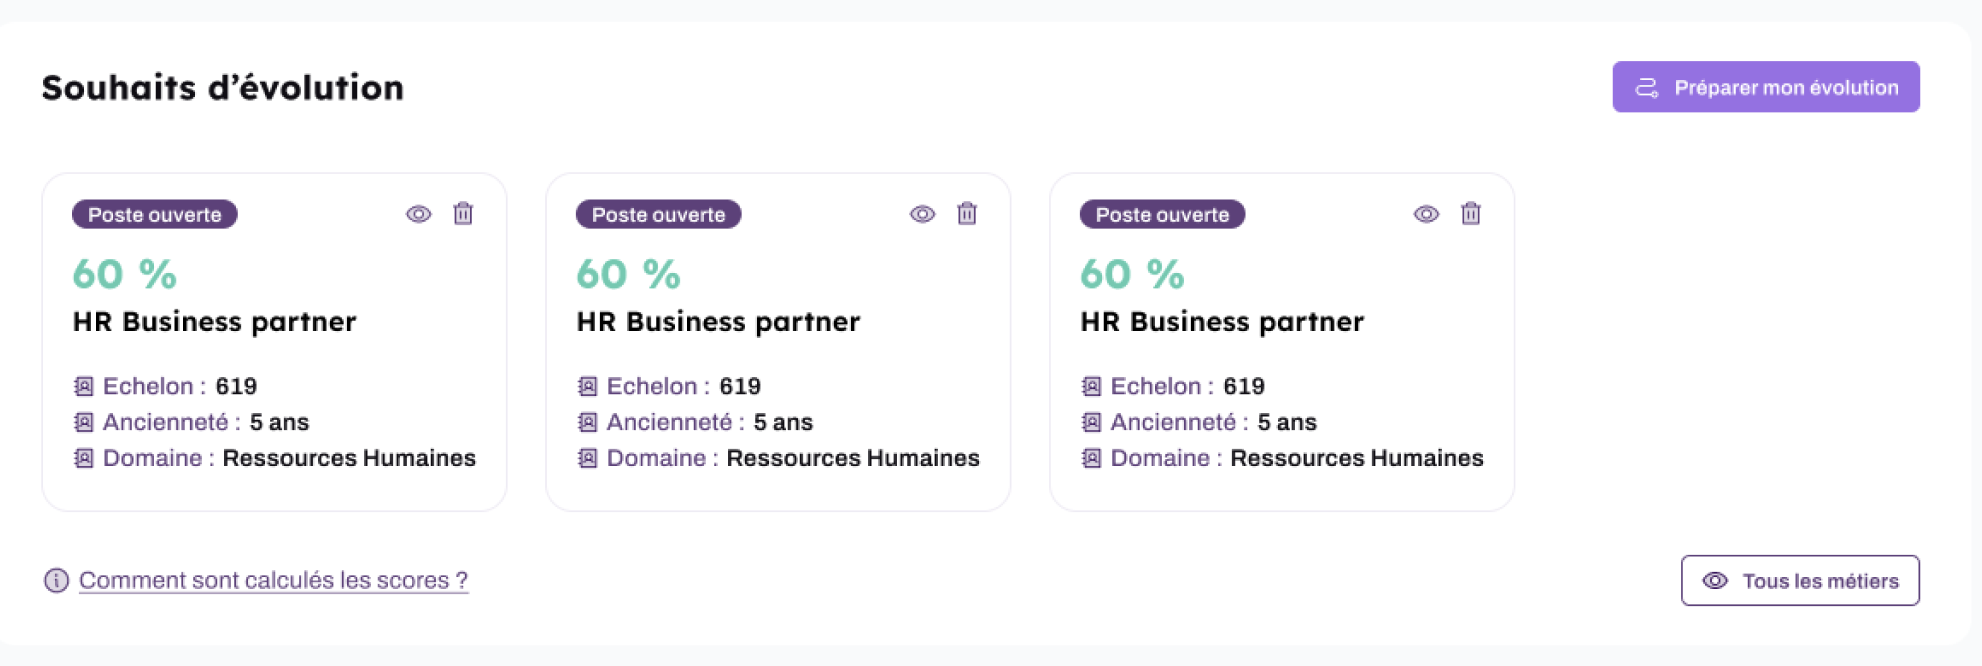 Souhaits d’évolution
Préparer mon évolution
Poste ouverte
60 %
HR Business partner
Echelon : 619
Ancienneté : 5 ans
Domaine : Ressources Humaines
Poste ouverte
60 %
HR Business partner
Echelon : 619
Ancienneté : 5 ans
Domaine : Ressources Humaines
Poste ouverte
60 %
HR Business partner
Echelon : 619
Ancienneté : 5 ans
Domaine : Ressources Humaines
Comment sont calculés les scores ?
Tous les métiers